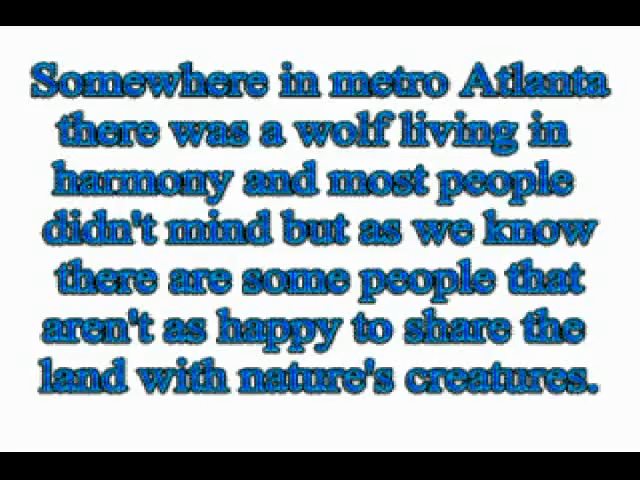 Somewhere in metro Atlanta
there was a wolf living in
harmony and most people
didn't mind but as we know
there are some people that
aren't as happy to share the
land with nature's creatures.